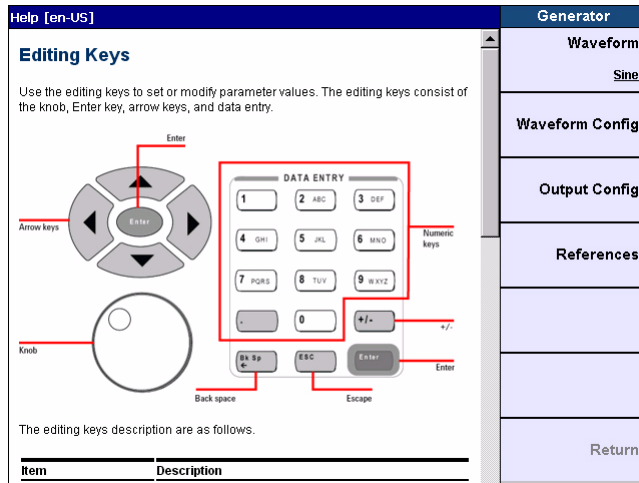 Help [en-US]
Generator
Editing Keys
Use the editing keys to set or modify parameter values. The editing keys consist of
the knob, Enter key, arrow keys, and data entry.
Enter
Enter
Arrow keys
Knob
DATA ENTRY
1
2 ABC
3 DEF
4 GHI
5 JKL
6 MNO
7 PQRS
8 TUV
9 WXYZ
.
0
+/-
Bk Sp
←
ESC
Enter
Numeric
keys
+/-
Enter
Back space
Escape
The editing keys description are as follows.
Item Description
Waveform
Sine
Waveform Config
Output Config
References
Return